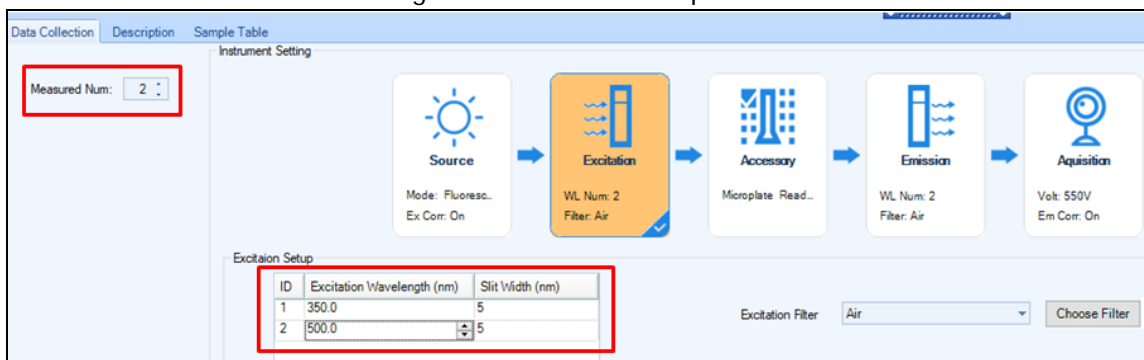 Data Collection Description Sample Table
Instrument Setting
Measured Num: 2
Source
Mode: Fluoresc...
Ex Corr: On
Excitation
WL Num: 2
Filter: Air
Accessory
Microplate Read...
Emission
WL Num: 2
Filter: Air
Aquisition
Volt: 550V
Em Corr: On
Excitaion Setup
ID Excitation Wavelength (nm) Slit Width (nm)
1 350.0 5
2 500.0 5
Excitation Filter Air Choose Filter